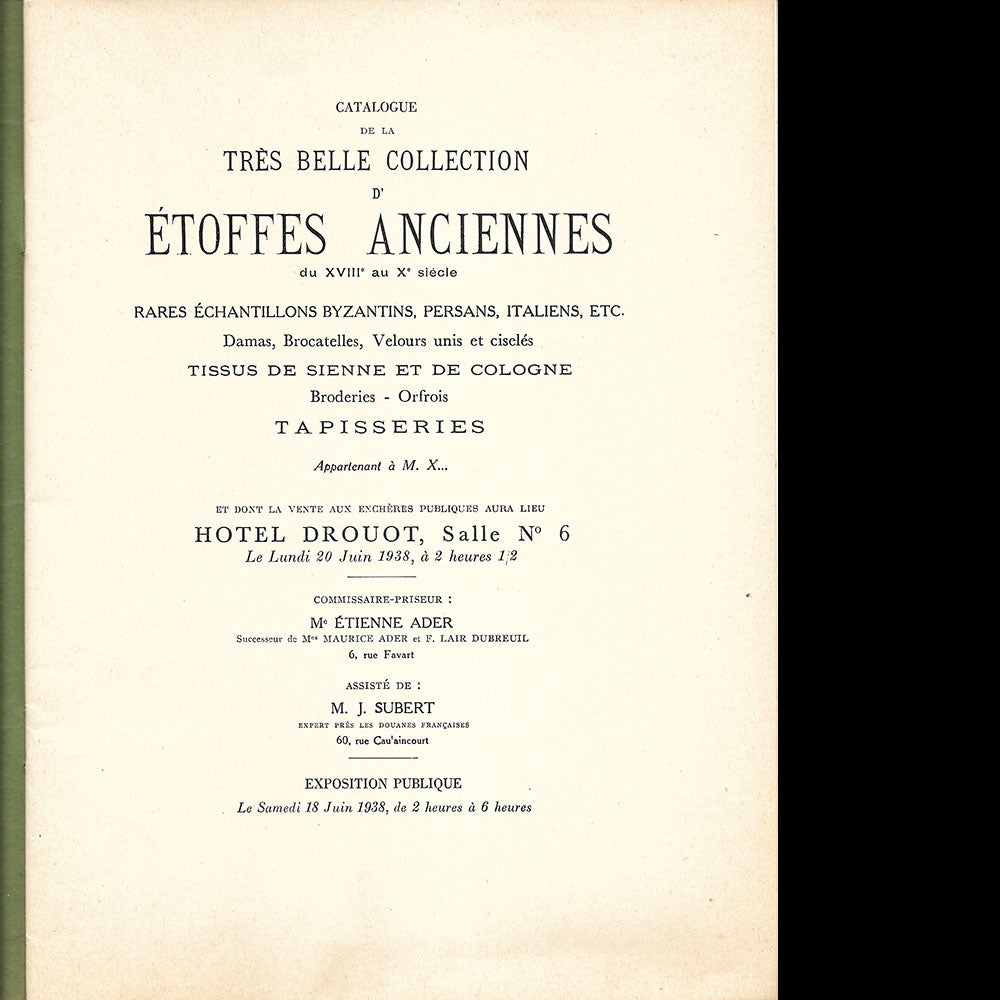 CATALOGUE
DE LA
TRÈS BELLE COLLECTION
D'
ÉTOFFES ANCIENNES
du XVIIIᵉ au Xᵉ siécle
RARES ÉCHANTILLONS BYZANTINS, PERSANS, ITALIENS, ETC.
Damas, Brocatelles, Velours unis et ciselés
TISSUS DE SIENNE ET DE COLOGNE
Broderies - Orfrois
TAPISSERIES
Appartenant à M. X...
ET DONT LA VENTE AUX ENCHÈRES PUBLIQUES AURA LIEU
HOTEL DROUOT, Salle Nº 6
Le Lundi 20 Juin 1938, à 2 heures 1/2
COMMISSAIRE-PRISEUR :
Mᵉ ÉTIENNE ADER
Successeur de Mᵉˢ MAURICE ADER et F. LAIR DUBREUIL
6, rue Favart
ASSISTÉ DE :
M. J. SUBERT
EXPERT PRÈS LES DOUANES FRANÇAISES
60, rue Cau'aincourt
EXPOSITION PUBLIQUE
Le Samedi 18 Juin 1938, de 2 heures à 6 heures